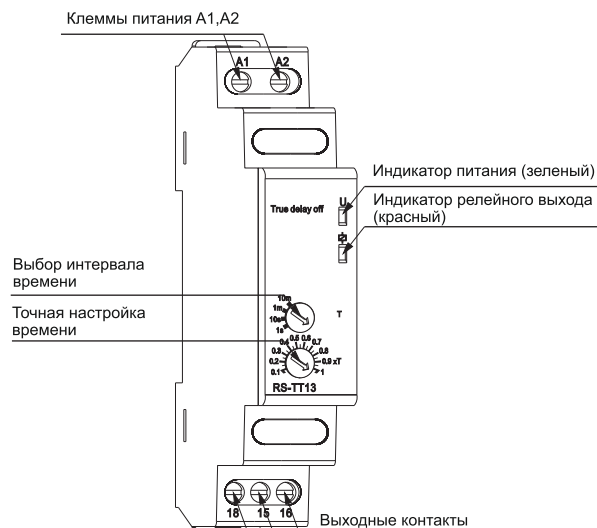 Клеммы питания A1,A2
A1 A2
Индикатор питания (зеленый)
True delay off
U
Индикатор релейного выхода
(красный)
Выбор интервала
времени
10m
1m
10s
1s
T
Точная настройка
времени
0.1 0.2 0.3 0.4 0.5 0.6 0.7 0.8 0.9 xT 1
RS-TT13
18 15 16
Выходные контакты